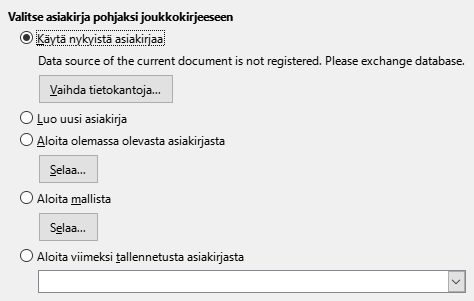 Valitse asiakirja pohjaksi joukkokirjeeseen
Käytä nykyistä asiakirjaa
Data source of the current document is not registered. Please exchange database.
Vaihda tietokantoja...
Luo uusi asiakirja
Aloita olemassa olevasta asiakirjasta
Selaa...
Aloita mallista
Selaa...
Aloita viimeksi tallennetusta asiakirjasta